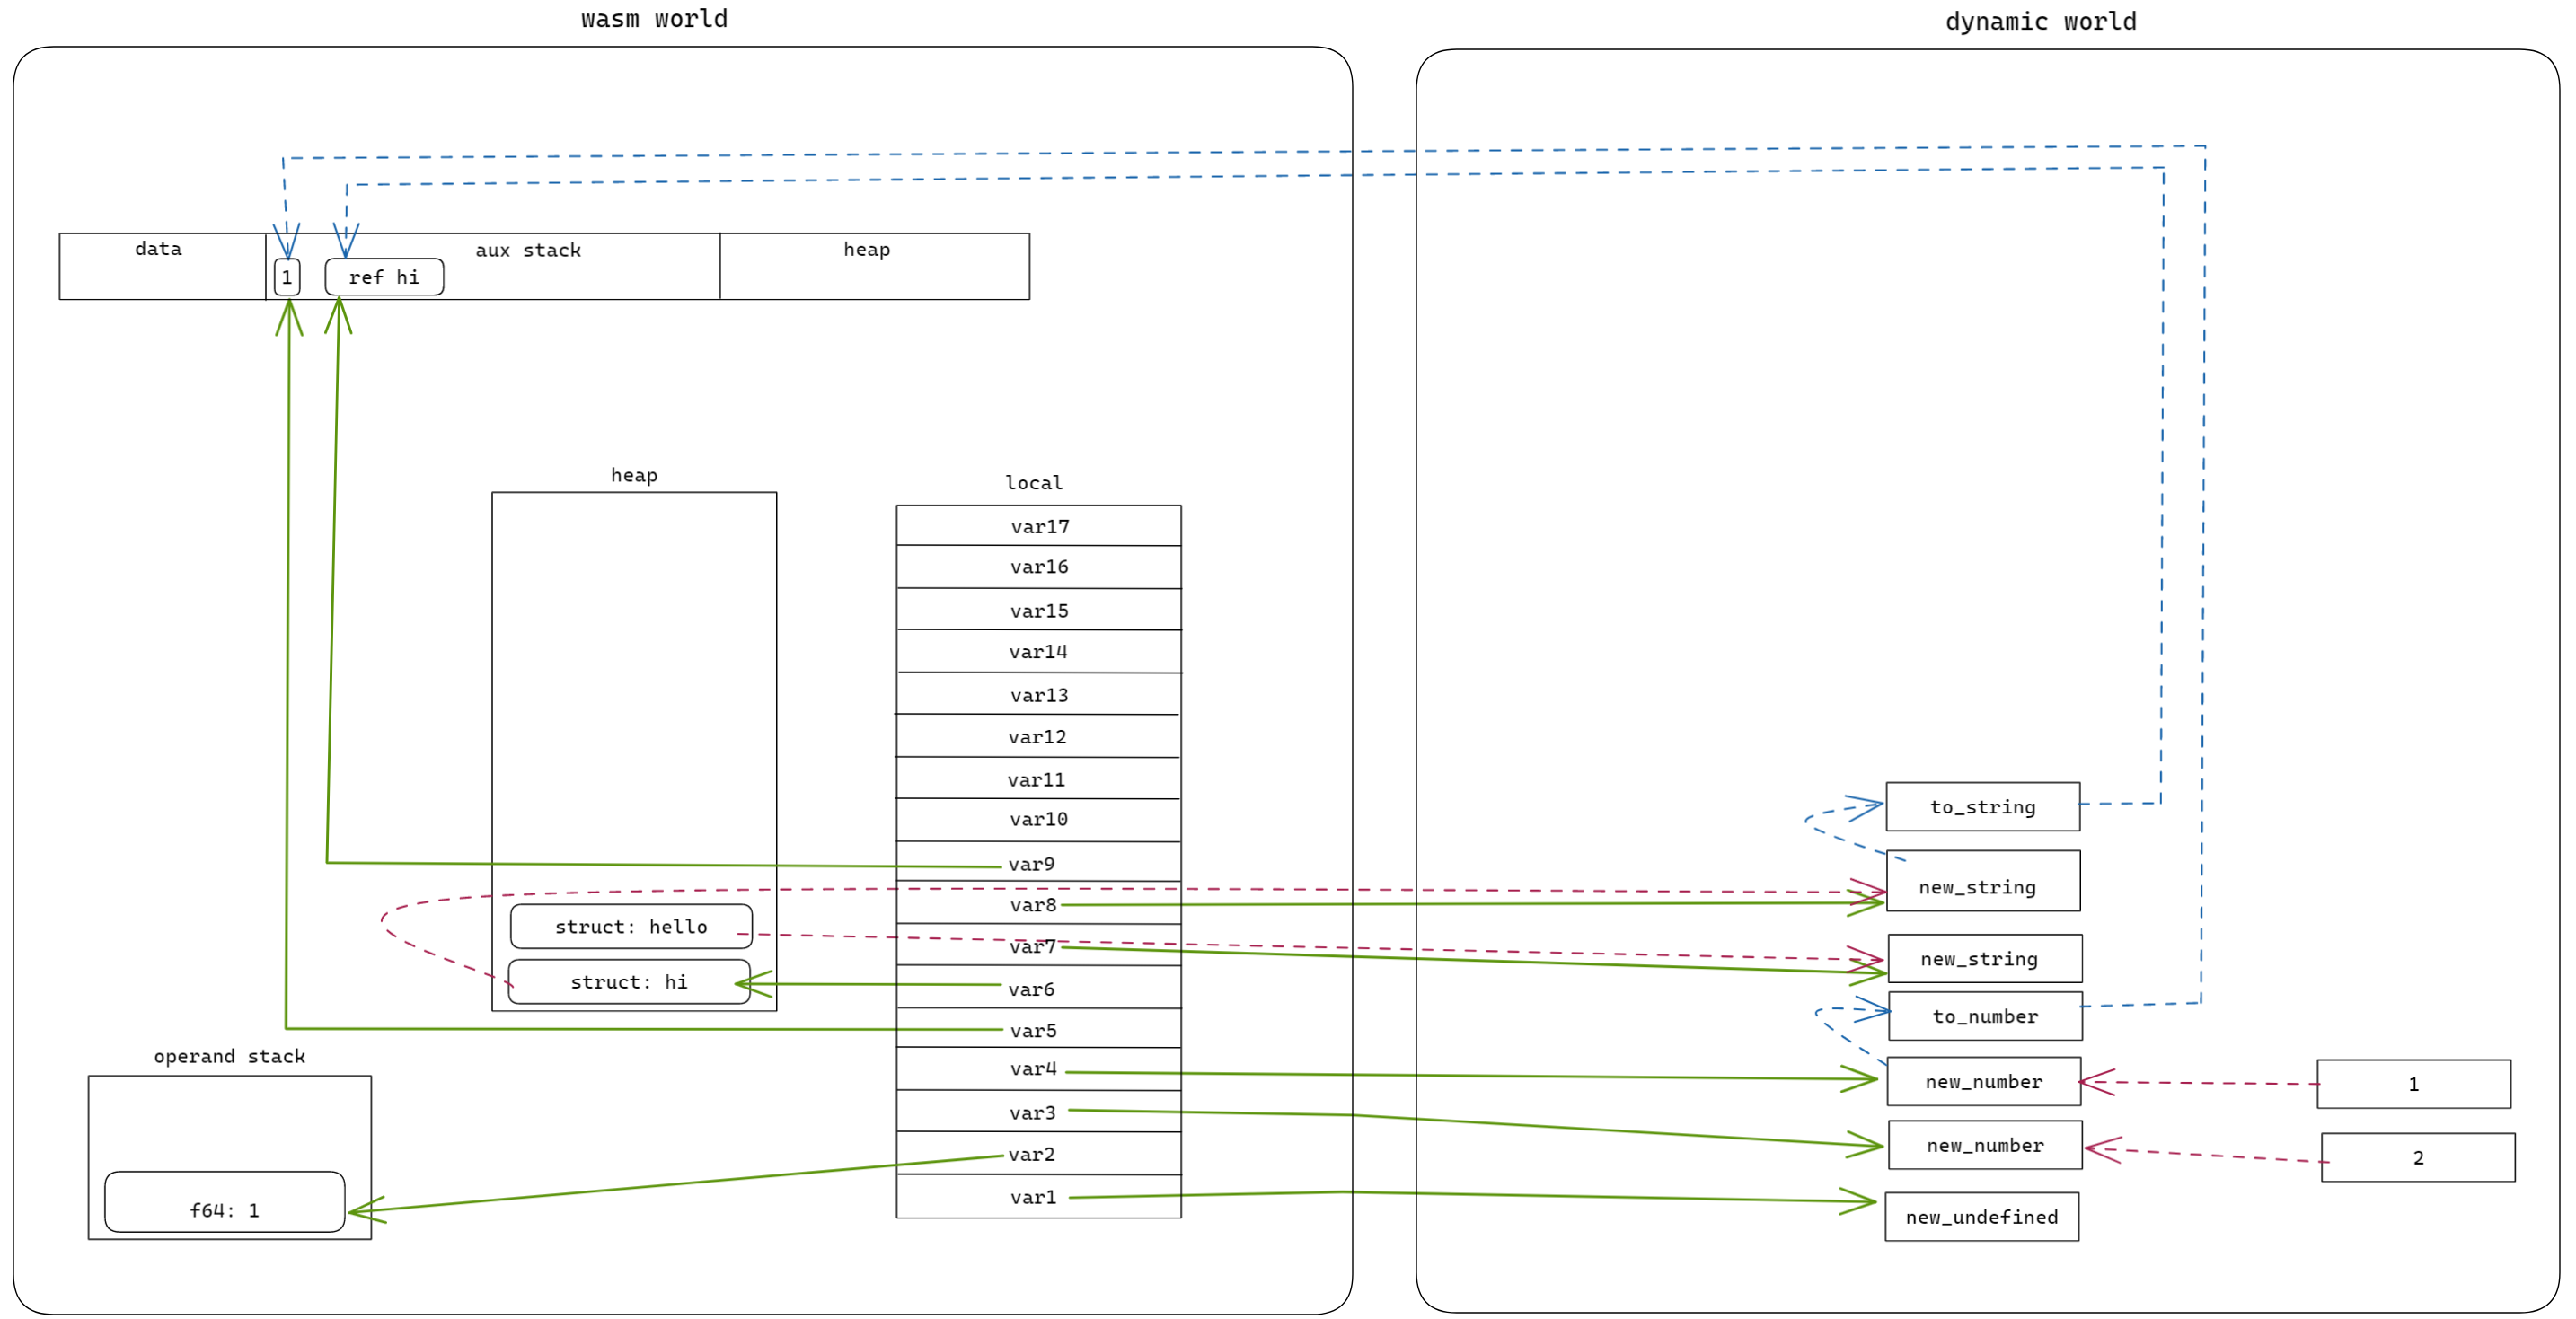 wasm world
data
aux stack
heap
1
ref hi
heap
struct: hello
struct: hi
local
var17
var16
var15
var14
var13
var12
var11
var10
var9
var8
var7
var6
var5
var4
var3
var2
var1
operand stack
f64: 1
dynamic world
to_string
new_string
new_string
to_number
new_number
1
new_number
2
new_undefined